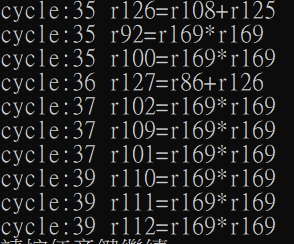 cycle:35 r126=r108+r125
cycle:35 r92=r169*r169
cycle:35 r100=r169*r169
cycle:36 r127=r86+r126
cycle:37 r102=r169*r169
cycle:37 r109=r169*r169
cycle:37 r101=r169*r169
cycle:39 r110=r169*r169
cycle:39 r111=r169*r169
cycle:39 r112=r169*r169